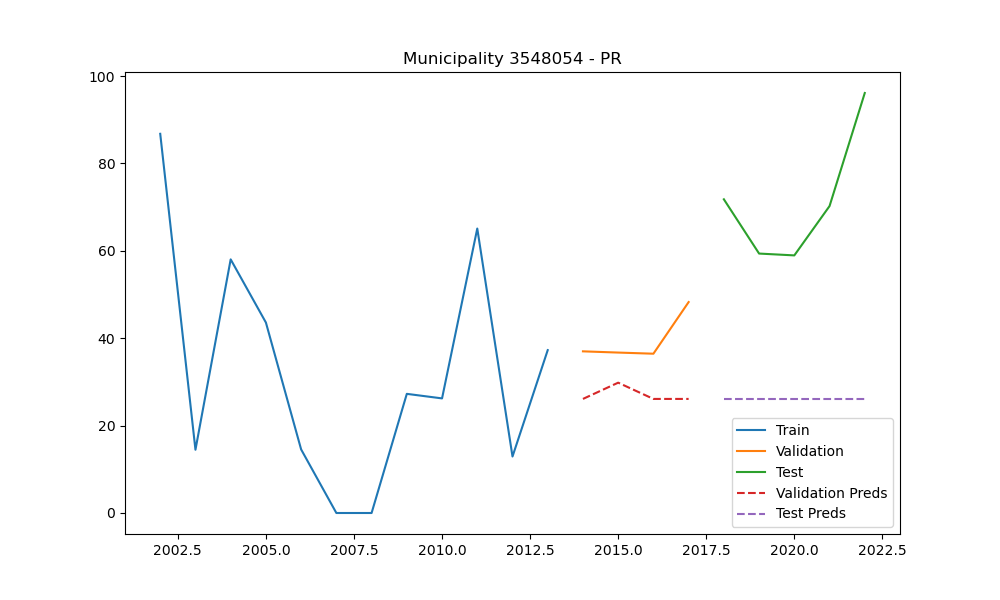 Municipality 3548054 - PR
100
80
60
40
20
0
2002.5 2005.0 2007.5 2010.0 2012.5 2015.0 2017.5 2020.0 2022.5
Train
Validation
Test
Validation Preds
Test Preds